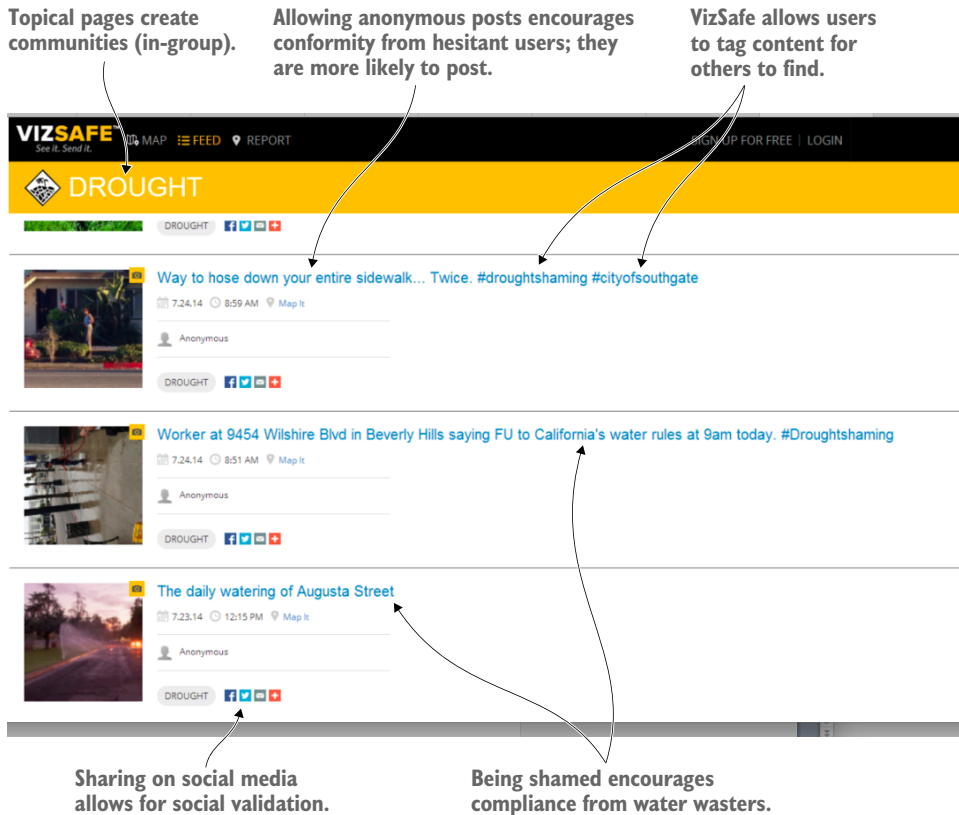 Topical pages create
communities (in-group).
Allowing anonymous posts encourages
conformity from hesitant users; they
are more likely to post.
VizSafe allows users
to tag content for
others to find.
VIZSAFE™
See it. Send it.
MAP FEED REPORT
SIGN UP FOR FREE | LOGIN
DROUGHT
DROUGHT
Way to hose down your entire sidewalk... Twice. #droughtshaming #cityofsouthgate
7.24.14 8:59 AM Map It
Anonymous
DROUGHT
Worker at 9454 Wilshire Blvd in Beverly Hills saying FU to California's water rules at 9am today. #Droughtshaming
7.24.14 8:51 AM Map It
Anonymous
DROUGHT
The daily watering of Augusta Street
7.23.14 12:15 PM Map It
Anonymous
DROUGHT
Sharing on social media
allows for social validation.
Being shamed encourages
compliance from water wasters.